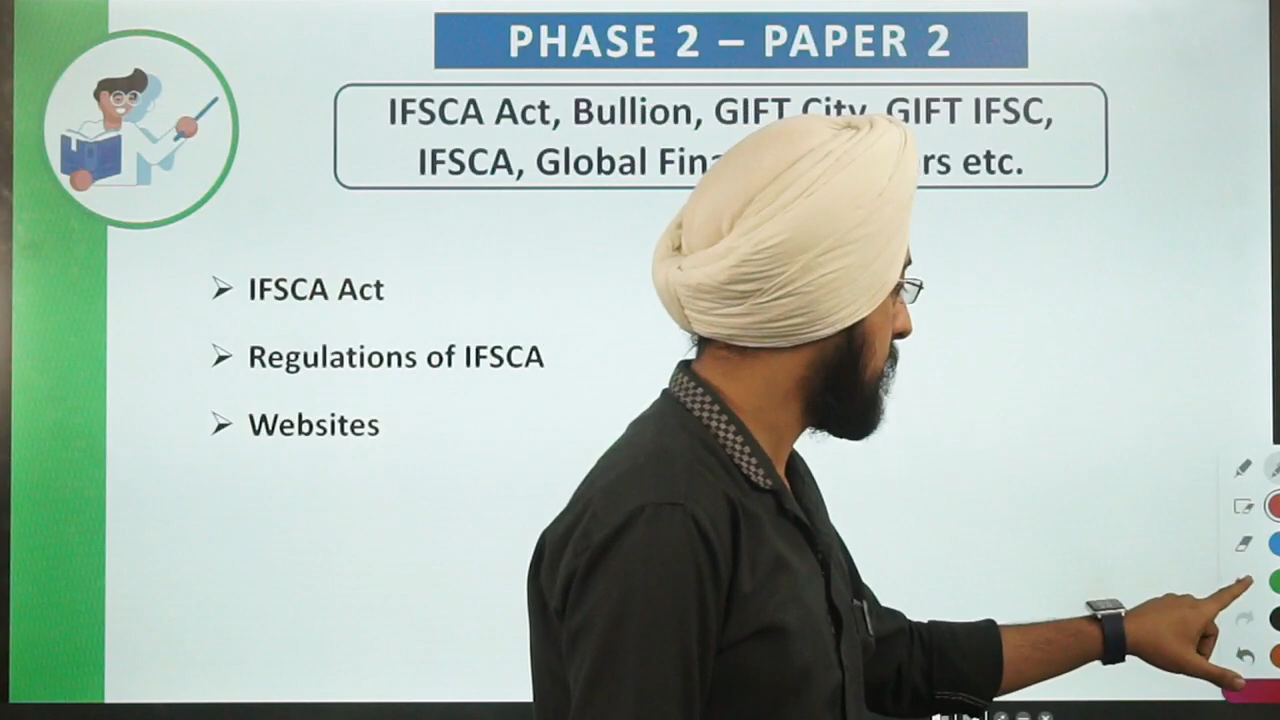 PHASE 2 – PAPER 2
IFSCA Act, Bullion, GIFT City, GIFT IFSC,
IFSCA, Global rs etc.
➢ IFSCA Act
➢ Regulations of IFSCA
➢ Websites